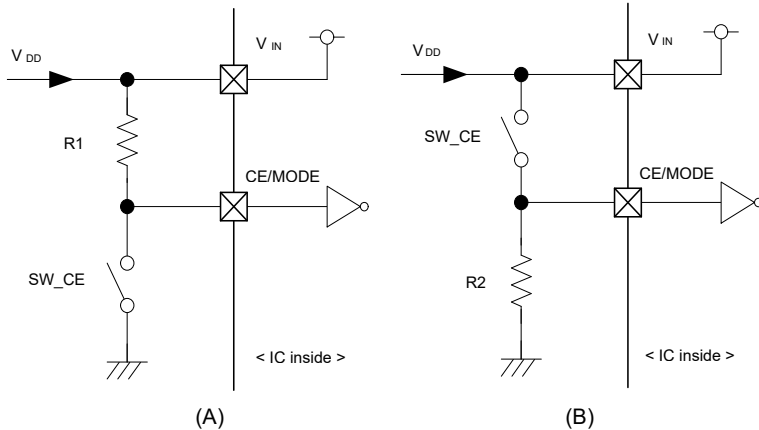 V DD
V IN
R1
CE/MODE
SW_CE
< IC inside >
(A)
V DD
V IN
SW_CE
CE/MODE
R2
< IC inside >
(B)